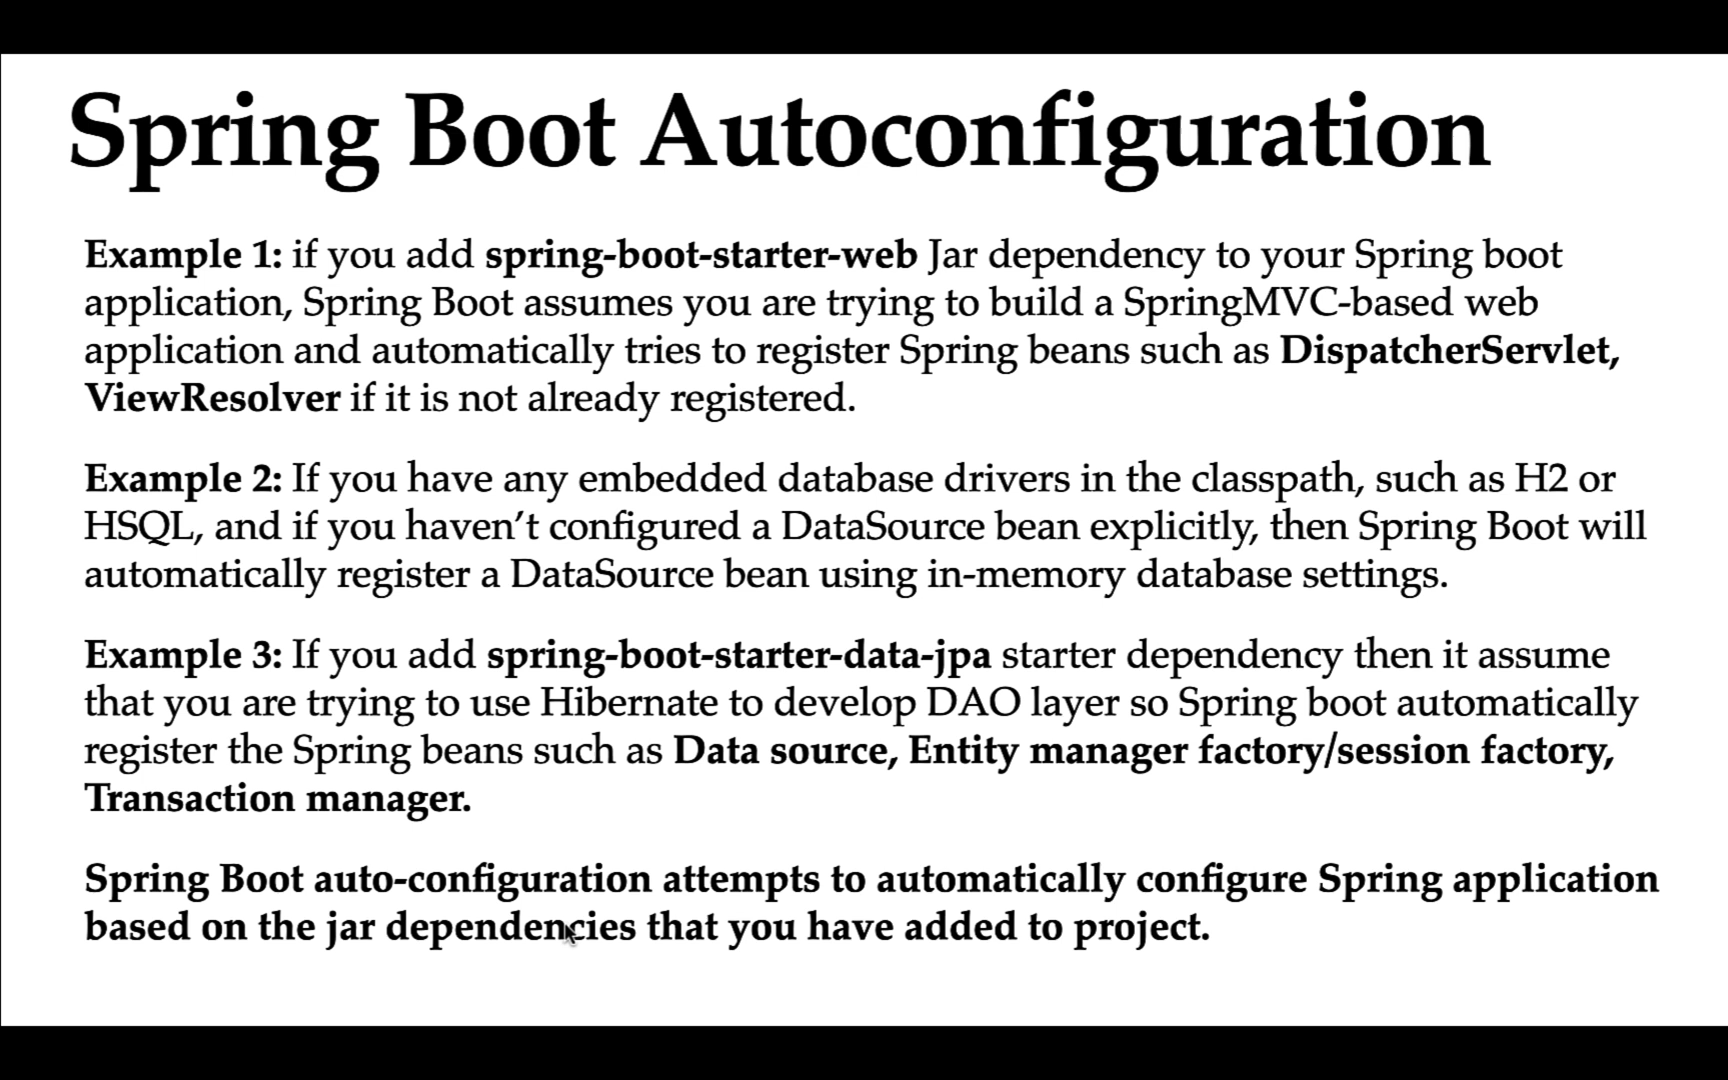 Spring Boot Autoconfiguration
Example 1: if you add spring-boot-starter-web Jar dependency to your Spring boot
application, Spring Boot assumes you are trying to build a SpringMVC-based web
application and automatically tries to register Spring beans such as DispatcherServlet,
ViewResolver if it is not already registered.
Example 2: If you have any embedded database drivers in the classpath, such as H2 or
HSQL, and if you haven’t configured a DataSource bean explicitly, then Spring Boot will
automatically register a DataSource bean using in-memory database settings.
Example 3: If you add spring-boot-starter-data-jpa starter dependency then it assume
that you are trying to use Hibernate to develop DAO layer so Spring boot automatically
register the Spring beans such as Data source, Entity manager factory/session factory,
Transaction manager.
Spring Boot auto-configuration attempts to automatically configure Spring application
based on the jar dependencies that you have added to project.